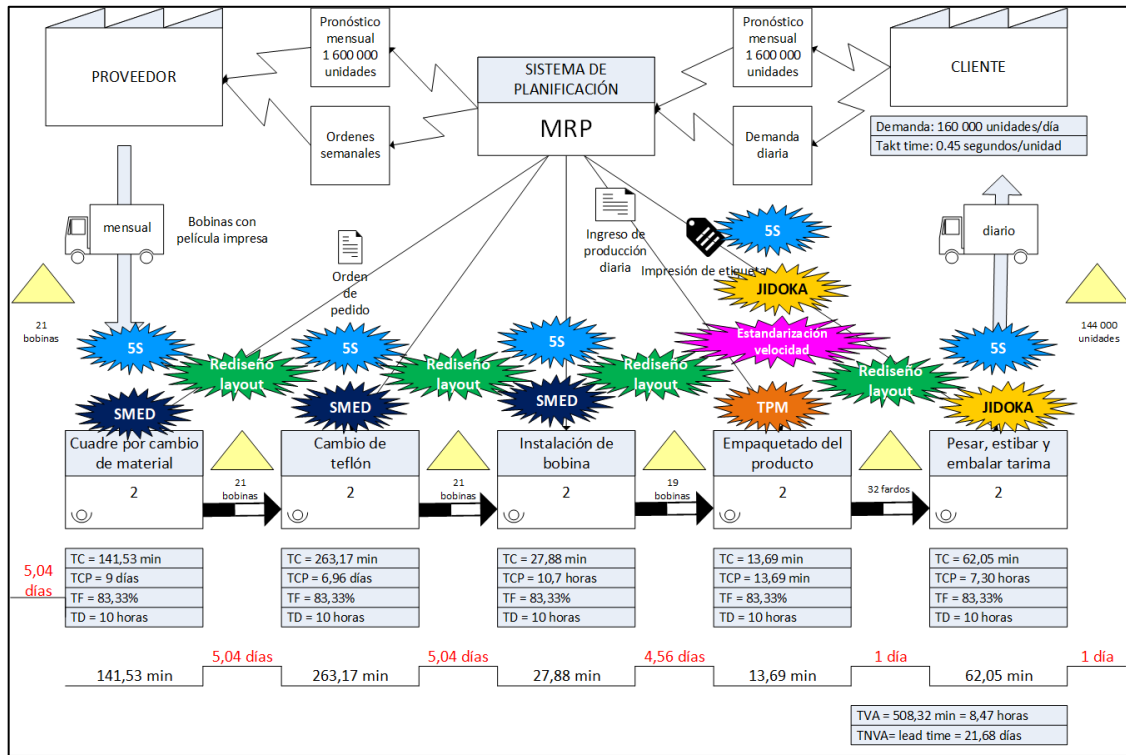 PROVEEDOR
Pronóstico
mensual
1 600 000
unidades
Ordenes
semanales
SISTEMA DE
PLANIFICACIÓN
MRP
Pronóstico
mensual
1 600 000
unidades
Demanda
diaria
CLIENTE
Demanda: 160 000 unidades/día
Takt time: 0.45 segundos/unidad
mensual
Bobinas con
película impresa
Orden
de
pedido
Ingreso de
producción
diaria
Impresión de etiqueta
diario
21
bobinas
144 000
unidades
5S
Rediseño
layout
SMED
5S
Rediseño
layout
SMED
5S
Rediseño
layout
SMED
5S
JIDOKA
Estandarización
velocidad
TPM
Rediseño
layout
5S
JIDOKA
Cuadre por cambio
de material
2
21
bobinas
Cambio de
teflón
2
21
bobinas
Instalación de
bobina
2
19
bobinas
Empaquetado del
producto
2
32 fardos
Pesar, estibar y
embalar tarima
2
TC = 141,53 min
TCP = 9 días
TF = 83,33%
TD = 10 horas
TC = 263,17 min
TCP = 6,96 días
TF = 83,33%
TD = 10 horas
TC = 27,88 min
TCP = 10,7 horas
TF = 83,33%
TD = 10 horas
TC = 13,69 min
TCP = 13,69 min
TF = 83,33%
TD = 10 horas
TC = 62,05 min
TCP = 7,30 horas
TF = 83,33%
TD = 10 horas
5,04
días
141,53 min
5,04 días
263,17 min
5,04 días
27,88 min
4,56 días
13,69 min
1 día
62,05 min
1 día
TVA = 508,32 min = 8,47 horas
TNVA= lead time = 21,68 días